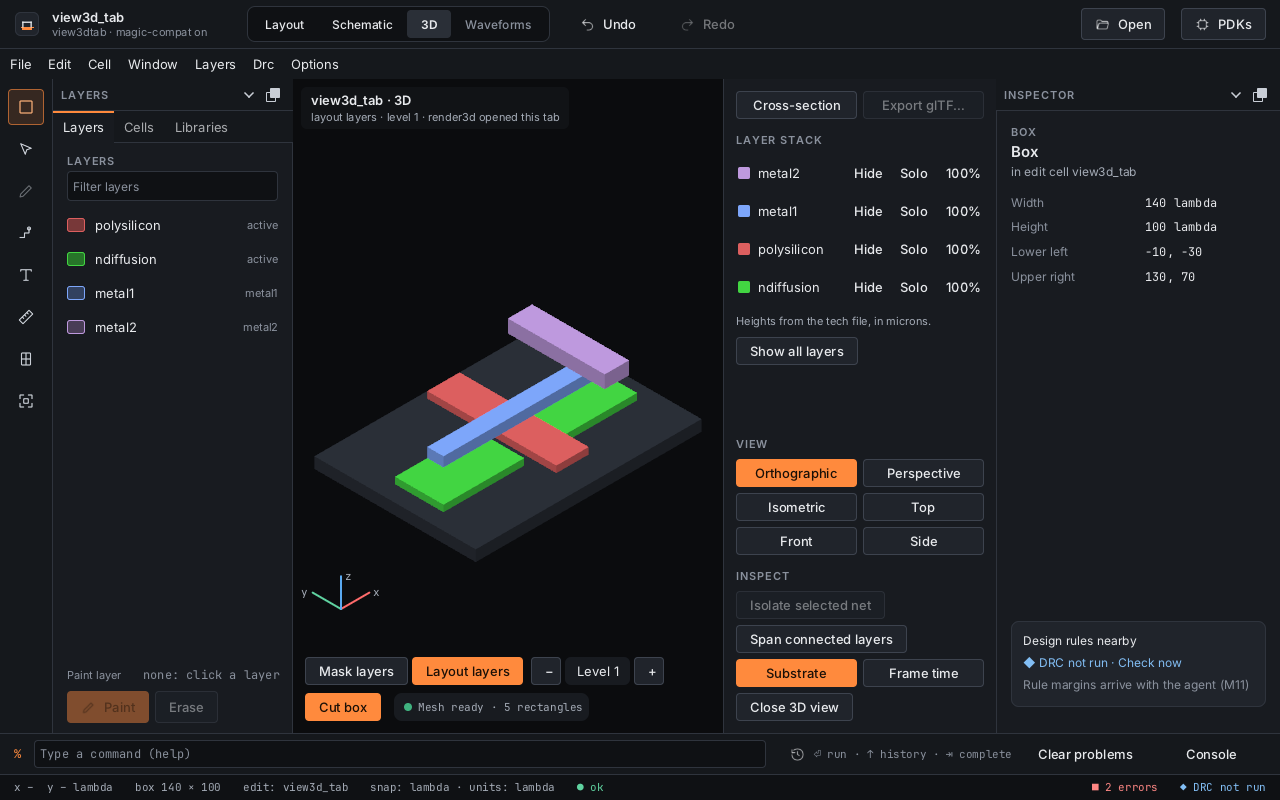 view3d_tab
view3dtab · magic-compat on
Layout Schematic 3D Waveforms
Undo
Redo
Open
PDKs
File Edit Cell Window Layers Drc Options
LAYERS
Layers Cells Libraries
LAYERS
Filter layers
polysilicon active
ndiffusion active
metal1 metal1
metal2 metal2
Paint layer none: click a layer
Paint Erase
view3d_tab · 3D
layout layers · level 1 · render3d opened this tab
z
y
x
Mask layers Layout layers − Level 1 +
Cut box
Mesh ready · 5 rectangles
Cross-section Export glTF...
LAYER STACK
metal2 Hide Solo 100%
metal1 Hide Solo 100%
polysilicon Hide Solo 100%
ndiffusion Hide Solo 100%
Heights from the tech file, in microns.
Show all layers
VIEW
Orthographic Perspective
Isometric Top
Front Side
INSPECT
Isolate selected net
Span connected layers
Substrate Frame time
Close 3D view
INSPECTOR
BOX
Box
in edit cell view3d_tab
Width 140 lambda
Height 100 lambda
Lower left -10, -30
Upper right 130, 70
Design rules nearby
◆ DRC not run · Check now
Rule margins arrive with the agent (M11)
% Type a command (help)
⏎ run · ↑ history · ⇥ complete
Clear problems
Console
x – y – lambda box 140 × 100 edit: view3d_tab snap: lambda · units: lambda ● ok
■ 2 errors ◆ DRC not run